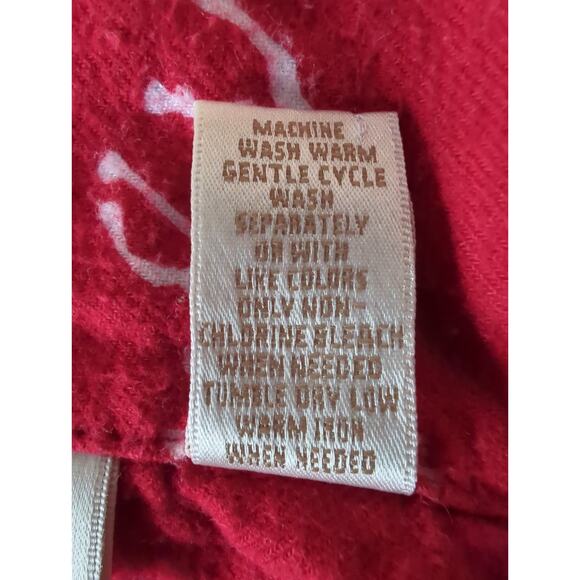 MACHINE
WASH WARM
GENTLE CYCLE
WASH
SEPARATELY
OR WITH
LIKE COLORS
ONLY NON-
CHLORINE BLEACH
WHEN NEEDED
TUMBLE DRY LOW
WARM IRON
WHEN NEEDED